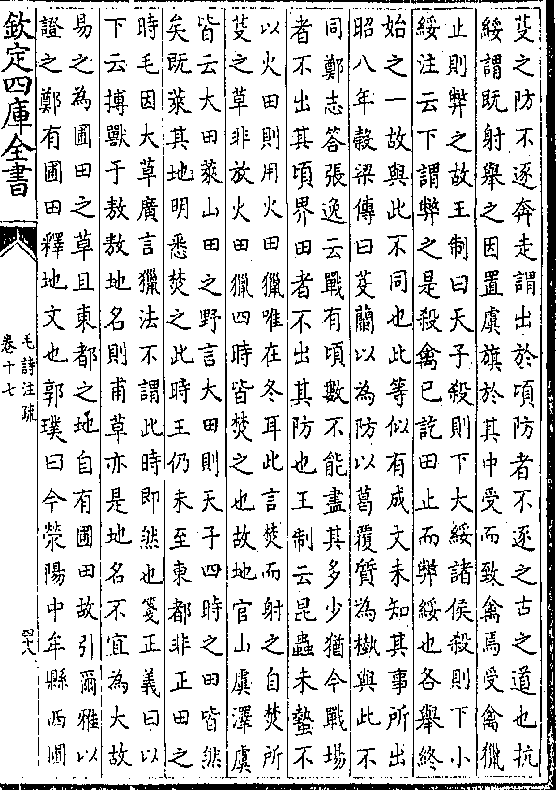 芟之防不逐奔走謂出於頃防者不逐之古之道也抗
綏謂既射舉之因置虞旗於其中受而致禽焉受禽獵
止則弊之故王制曰天子殺則下大綏諸侯殺則下小
綏注云下謂弊之是殺禽已訖田止而弊綏也各舉終
始之一故與此不同也此等似有成文未知其事所出
昭八年榖梁傳曰芟蘭以為防以葛覆質為槸與此不
同鄭志答張逸云戰有頃數不能盡其多少猶今戰塲
者不出其頃界田者不出其防也王制云昆蟲未蟄不
以火田則用火田獵唯在冬耳此言焚而射之自焚所
芟之草非放火田獵四時皆焚之也故地官山虞澤虞
皆云大田萊山田之野言大田則天子四時之田皆然
矣既萊其地明悉焚之此時王仍未至東都非正田之
時毛因大草廣言獵法不謂此時即然也箋正義曰以
下云搏獸于敖敖地名則甫草亦是地名不宜為大故
易之為圃田之草且東都之地自有圃田故引爾雅以
證之鄭有圃田釋地文也郭璞曰今滎陽中牟縣西圃
欽定四庫全書
毛詩注疏
卷十七
四十八